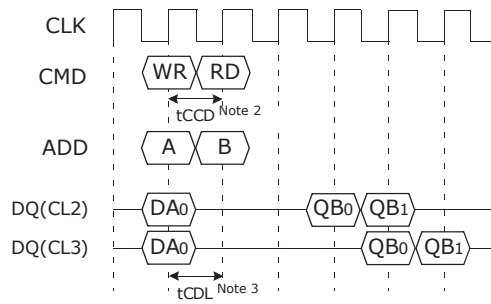 CLK
CMD WR RD
tCCD Note 2
ADD A B
DQ(CL2) DA0 QB0 QB1
DQ(CL3) DA0 QB0 QB1
tCDL Note 3